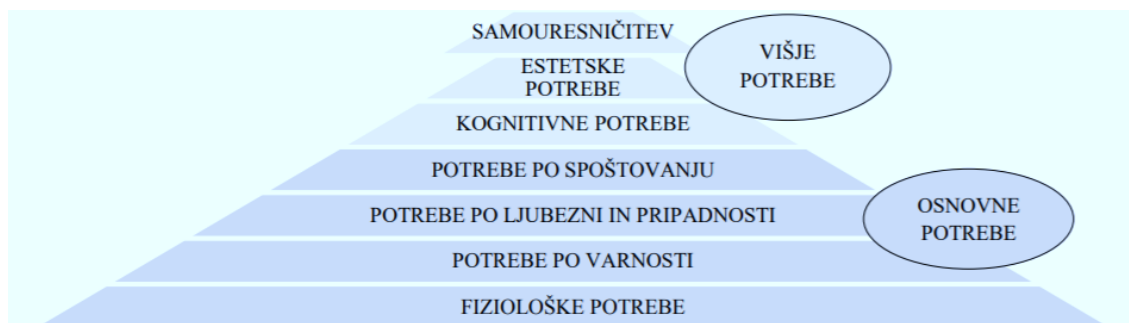 SAMOURESNIČITEV
ESTETSKE
POTREBE
KOGNITIVNE POTREBE
POTREBE PO SPOŠTOVANJU
POTREBE PO LJUBEZNI IN PRIPADNOSTI
POTREBE PO VARNOSTI
FIZIOLOŠKE POTREBE
VIŠJE
POTREBE
OSNOVNE
POTREBE